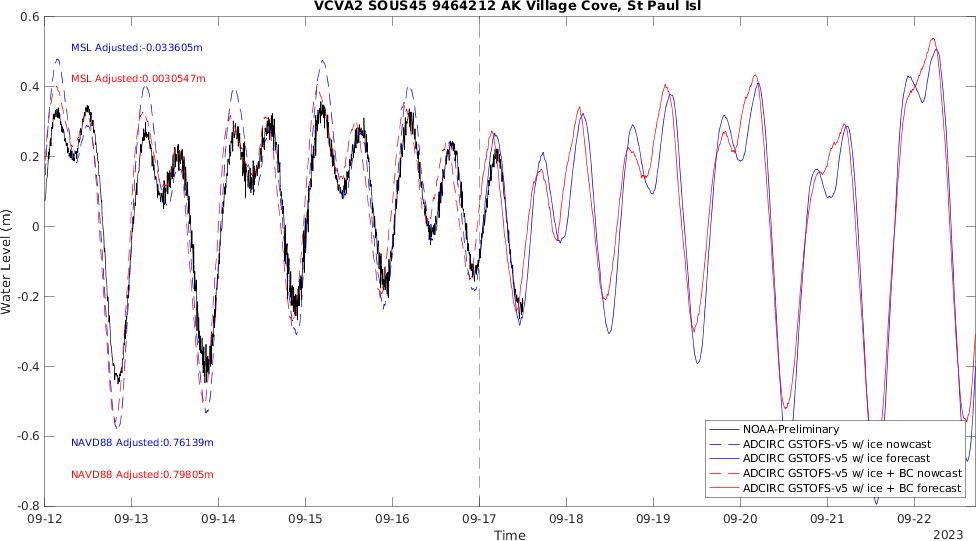 VCVA2 SOUS45 9464212 AK Village Cove, St Paul Isl
MSL Adjusted:-0.033605m
MSL Adjusted:0.0030547m
NAVD88 Adjusted:0.76139m
NAVD88 Adjusted:0.79805m
Water Level (m)
0.6
0.4
0.2
0
-0.2
-0.4
-0.6
-0.8
NOAA-Preliminary
ADCIRC GSTOFS-v5 w/ ice nowcast
ADCIRC GSTOFS-v5 w/ ice forecast
ADCIRC GSTOFS-v5 w/ ice + BC nowcast
ADCIRC GSTOFS-v5 w/ ice + BC forecast
09-12 09-13 09-14 09-15 09-16 09-17 09-18 09-19 09-20 09-21 09-22
Time
2023